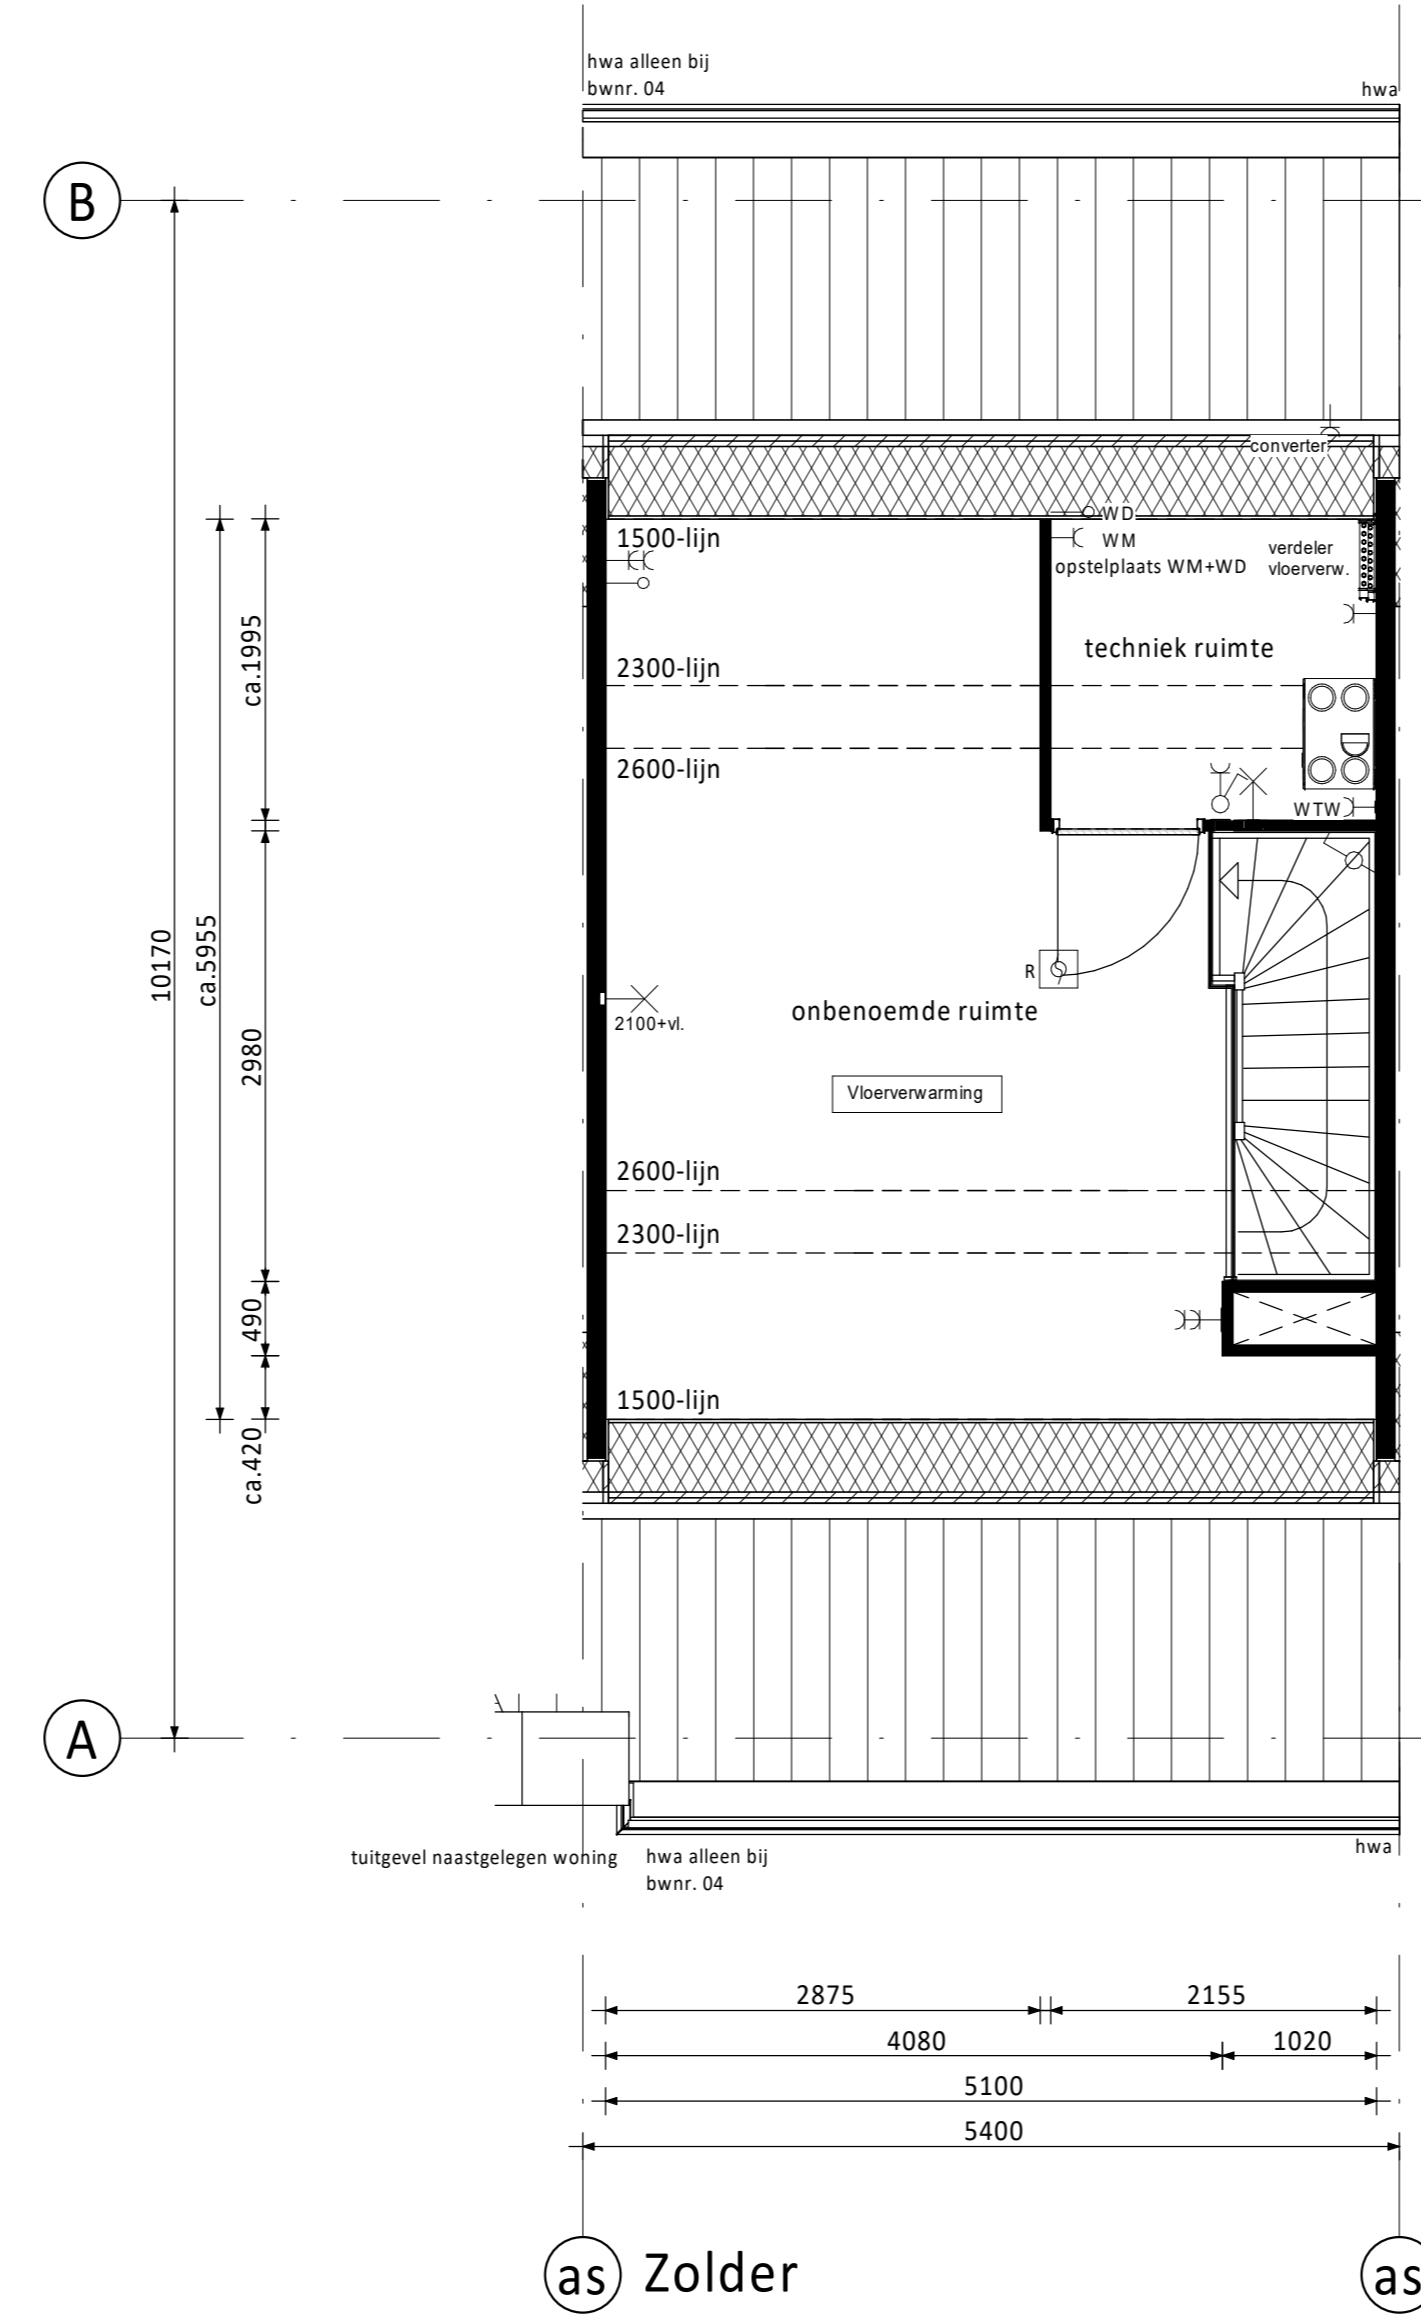 hwa alleen bij
bwnr. 04
hwa
B
converter
WD
1500-lijn
WM
verdeler
vloerverw.
opstelplaats WM+WD
ca.1995
techniek ruimte
2300-lijn
2600-lijn
WTW
10170
ca.5955
R
onbenoemde ruimte
2100+vl.
2980
Vloerverwarming
2600-lijn
2300-lijn
490
1500-lijn
ca.420
A
tuitgevel naastgelegen woning
hwa alleen bij
bwnr. 04
hwa
2875
2155
4080
1020
5100
5400
as
Zolder
as